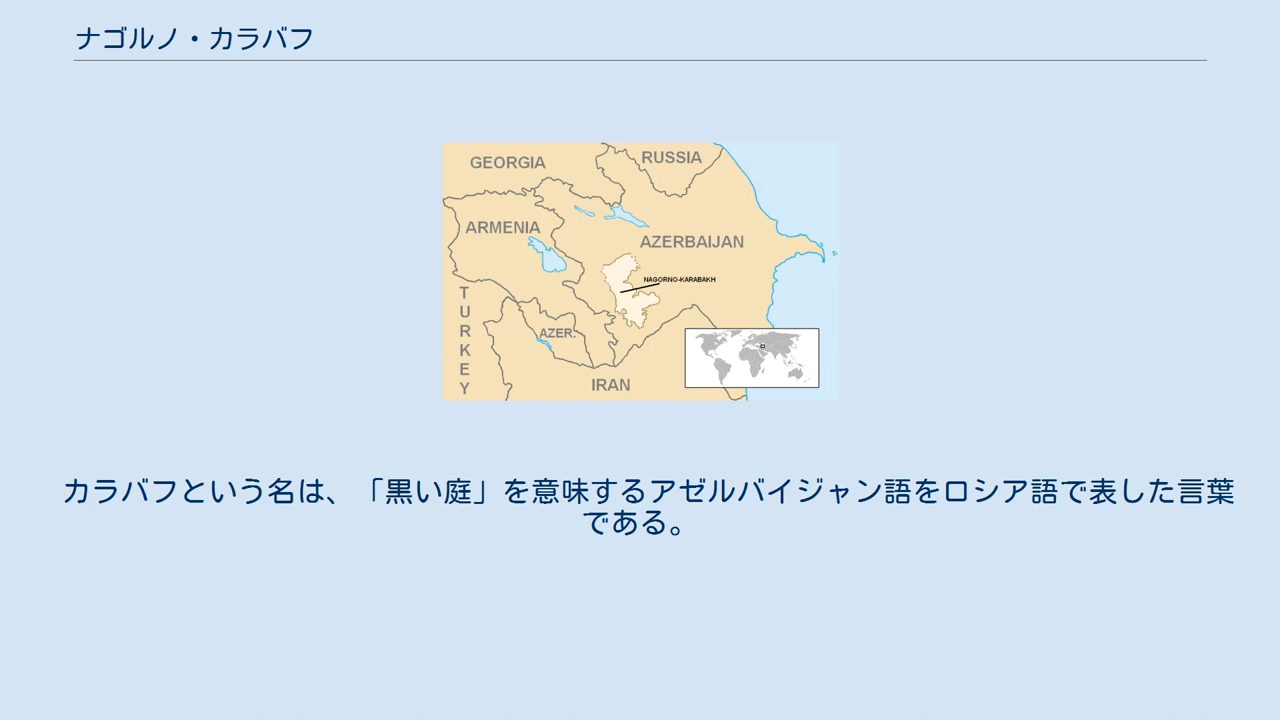 ナゴルノ・カラバフ
GEORGIA
RUSSIA
ARMENIA
AZERBAIJAN
NAGORNO-KARABAKH
TURKEY
AZER.
IRAN
カラバフという名は、「黒い庭」を意味するアゼルバイジャン語をロシア語で表した言葉
である。